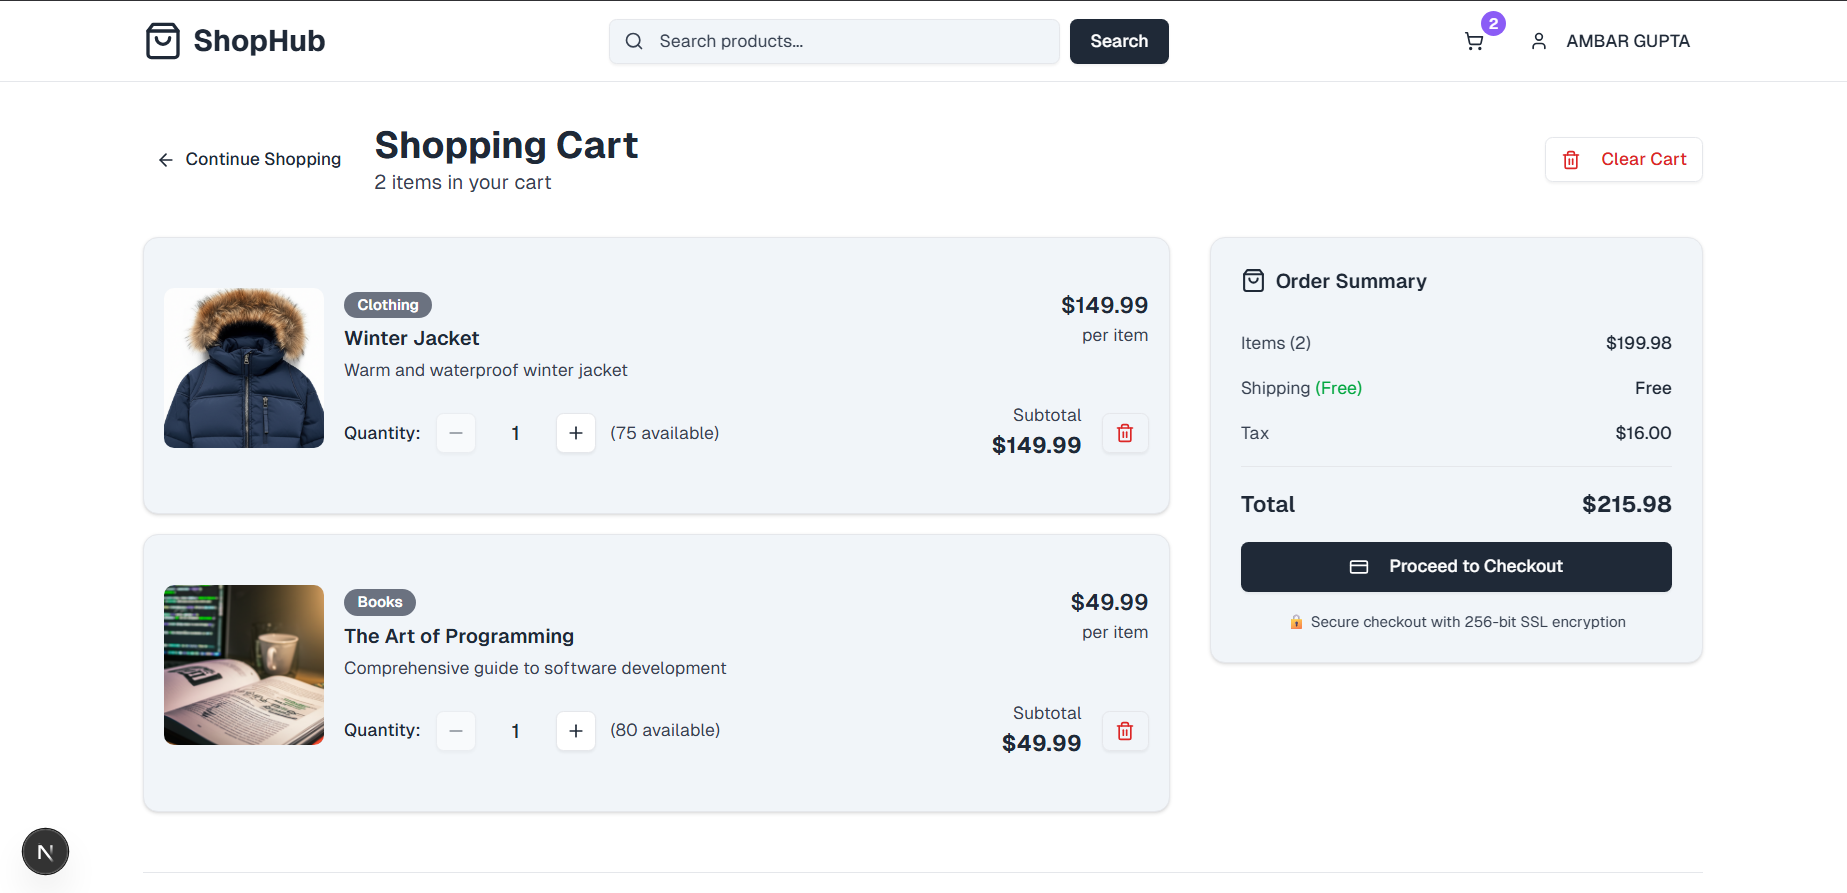 ShopHub
Search products...
Search
2
AMBAR GUPTA
Continue Shopping
Shopping Cart
2 items in your cart
Clear Cart
Clothing
Winter Jacket
Warm and waterproof winter jacket
Quantity: 1 (75 available)
$149.99
per item
Subtotal
$149.99
Books
The Art of Programming
Comprehensive guide to software development
Quantity: 1 (80 available)
$49.99
per item
Subtotal
$49.99
Order Summary
Items (2) $199.98
Shipping (Free) Free
Tax $16.00
Total $215.98
Proceed to Checkout
🔒 Secure checkout with 256-bit SSL encryption
N